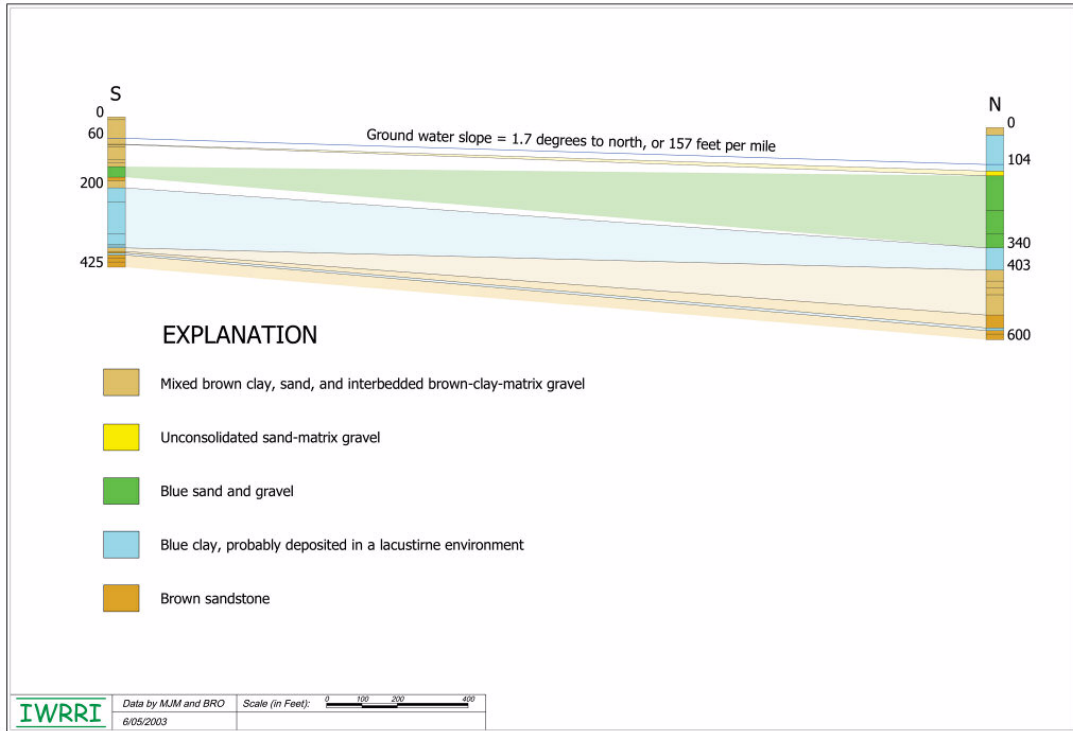 S
N
0
60
200
425
Ground water slope = 1.7 degrees to north, or 157 feet per mile
0
104
340
403
600
EXPLANATION
Mixed brown clay, sand, and interbedded brown-clay-matrix gravel
Unconsolidated sand-matrix gravel
Blue sand and gravel
Blue clay, probably deposited in a lacustirne environment
Brown sandstone
IWRRI
Data by MJM and BRO
6/05/2003
Scale (in Feet):
0 100 200 400